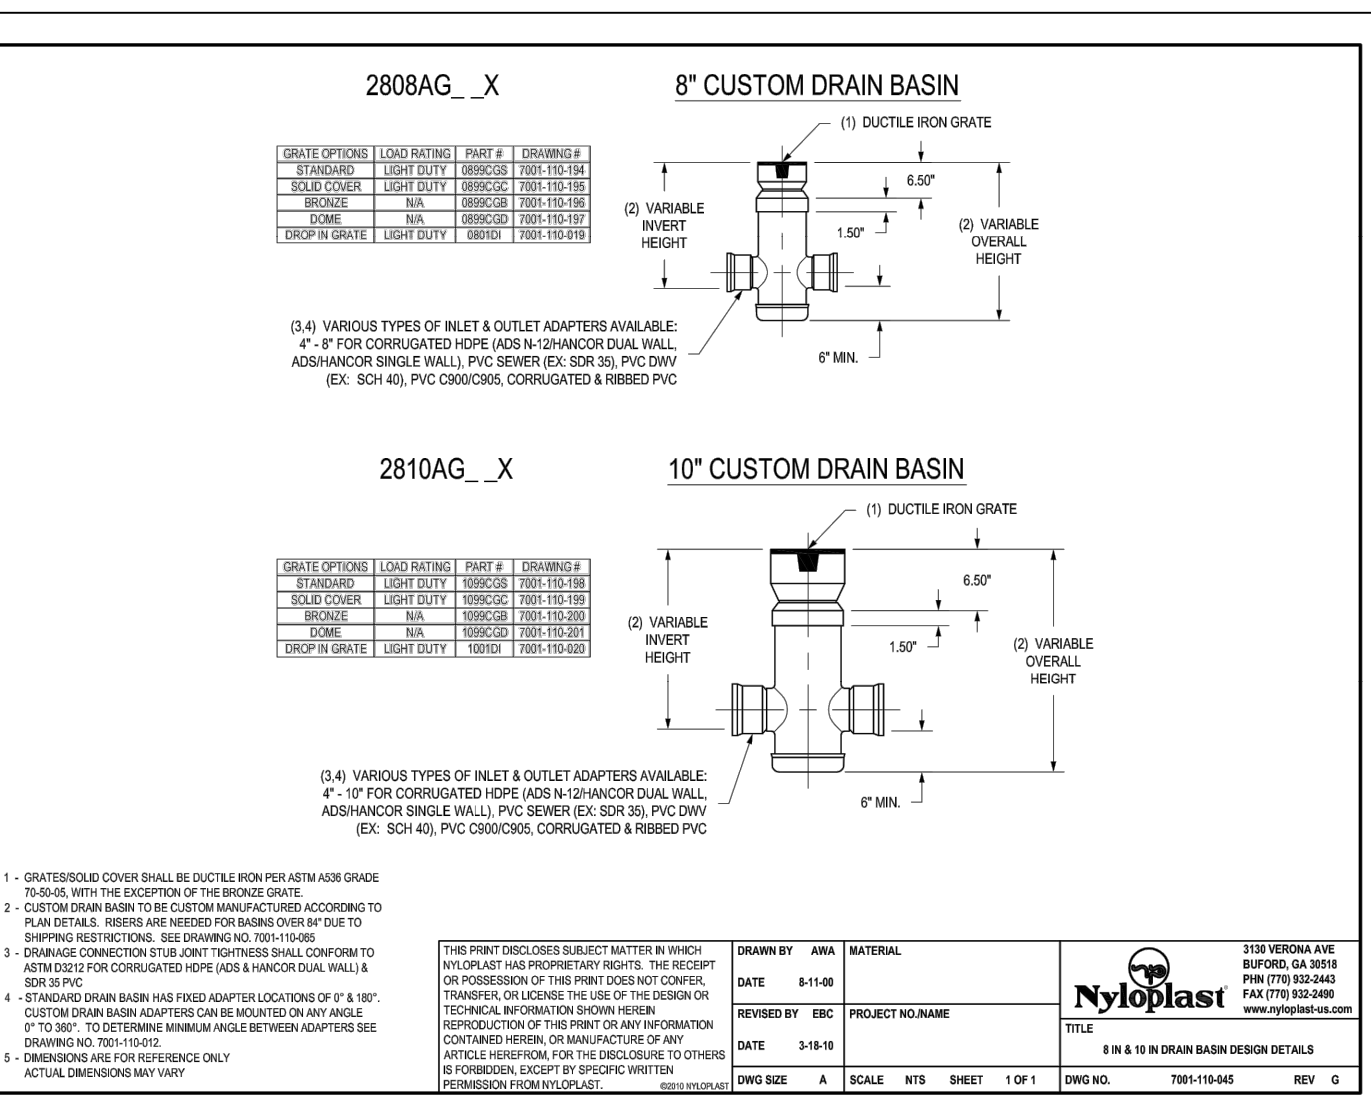 2808AG_ _X
8" CUSTOM DRAIN BASIN
(1) DUCTILE IRON GRATE
GRATE OPTIONS LOAD RATING PART # DRAWING #
STANDARD LIGHT DUTY 0899CGS 7001-110-194
SOLID COVER LIGHT DUTY 0899CGC 7001-110-195
BRONZE N/A 0899CGB 7001-110-196
DOME N/A 0899CGD 7001-110-197
DROP IN GRATE LIGHT DUTY 0801DI 7001-110-019
6.50"
(2) VARIABLE
INVERT
HEIGHT
1.50"
(2) VARIABLE
OVERALL
HEIGHT
(3,4) VARIOUS TYPES OF INLET & OUTLET ADAPTERS AVAILABLE:
4" - 8" FOR CORRUGATED HDPE (ADS N-12/HANCOR DUAL WALL,
ADS/HANCOR SINGLE WALL), PVC SEWER (EX: SDR 35), PVC DWV
(EX: SCH 40), PVC C900/C905, CORRUGATED & RIBBED PVC
6" MIN.
2810AG_ _X
10" CUSTOM DRAIN BASIN
(1) DUCTILE IRON GRATE
GRATE OPTIONS LOAD RATING PART # DRAWING #
STANDARD LIGHT DUTY 1099CGS 7001-110-198
SOLID COVER LIGHT DUTY 1099CGC 7001-110-199
BRONZE N/A 1099CGB 7001-110-200
DOME N/A 1099CGD 7001-110-201
DROP IN GRATE LIGHT DUTY 1001DI 7001-110-020
6.50"
(2) VARIABLE
INVERT
HEIGHT
1.50"
(2) VARIABLE
OVERALL
HEIGHT
(3,4) VARIOUS TYPES OF INLET & OUTLET ADAPTERS AVAILABLE:
4" - 10" FOR CORRUGATED HDPE (ADS N-12/HANCOR DUAL WALL,
ADS/HANCOR SINGLE WALL), PVC SEWER (EX: SDR 35), PVC DWV
(EX: SCH 40), PVC C900/C905, CORRUGATED & RIBBED PVC
6" MIN.
1 - GRATES/SOLID COVER SHALL BE DUCTILE IRON PER ASTM A536 GRADE
70-50-05, WITH THE EXCEPTION OF THE BRONZE GRATE.
2 - CUSTOM DRAIN BASIN TO BE CUSTOM MANUFACTURED ACCORDING TO
PLAN DETAILS. RISERS ARE NEEDED FOR BASINS OVER 84" DUE TO
SHIPPING RESTRICTIONS. SEE DRAWING NO. 7001-110-065
3 - DRAINAGE CONNECTION STUB JOINT TIGHTNESS SHALL CONFORM TO
ASTM D3212 FOR CORRUGATED HDPE (ADS & HANCOR DUAL WALL) &
SDR 35 PVC
4 - STANDARD DRAIN BASIN HAS FIXED ADAPTER LOCATIONS OF 0° & 180°.
CUSTOM DRAIN BASIN ADAPTERS CAN BE MOUNTED ON ANY ANGLE
0° TO 360°. TO DETERMINE MINIMUM ANGLE BETWEEN ADAPTERS SEE
DRAWING NO. 7001-110-012.
5 - DIMENSIONS ARE FOR REFERENCE ONLY
ACTUAL DIMENSIONS MAY VARY
THIS PRINT DISCLOSES SUBJECT MATTER IN WHICH
NYLOPLAST HAS PROPRIETARY RIGHTS. THE RECEIPT
OR POSSESSION OF THIS PRINT DOES NOT CONFER,
TRANSFER, OR LICENSE THE USE OF THE DESIGN OR
TECHNICAL INFORMATION SHOWN HEREIN
REPRODUCTION OF THIS PRINT OR ANY INFORMATION
CONTAINED HEREIN, OR MANUFACTURE OF ANY
ARTICLE HEREFROM, FOR THE DISCLOSURE TO OTHERS
IS FORBIDDEN, EXCEPT BY SPECIFIC WRITTEN
PERMISSION FROM NYLOPLAST. ©2010 NYLOPLAST
DRAWN BY AWA
DATE 8-11-00
REVISED BY EBC
DATE 3-18-10
DWG SIZE A
MATERIAL
PROJECT NO./NAME
SCALE NTS SHEET 1 OF 1
Nyloplast
3130 VERONA AVE
BUFORD, GA 30518
PHN (770) 932-2443
FAX (770) 932-2490
www.nyloplast-us.com
TITLE
8 IN & 10 IN DRAIN BASIN DESIGN DETAILS
DWG NO. 7001-110-045 REV G